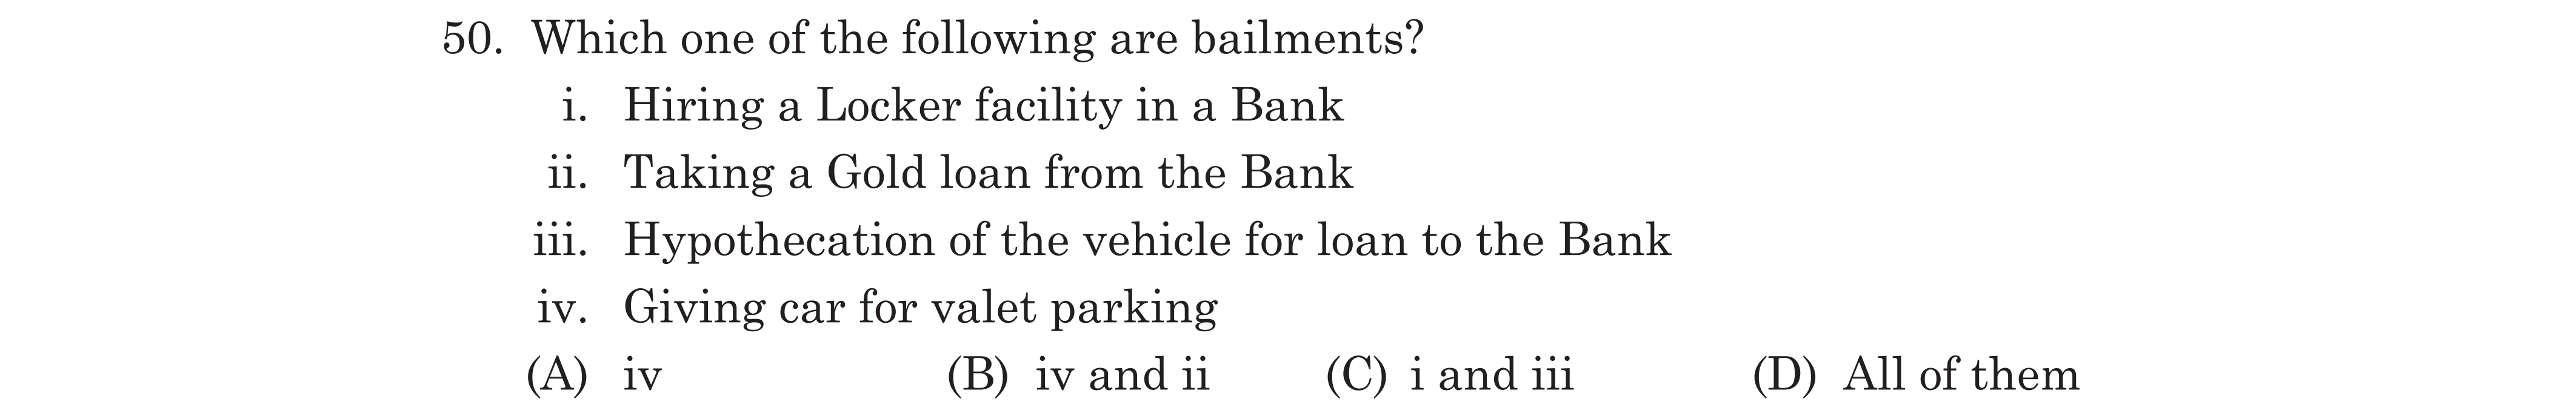 50. Which one of the following are bailments?
i. Hiring a Locker facility in a Bank
ii. Taking a Gold loan from the Bank
iii. Hypothecation of the vehicle for loan to the Bank
iv. Giving car for valet parking
(A) iv (B) iv and ii (C) i and iii (D) All of them